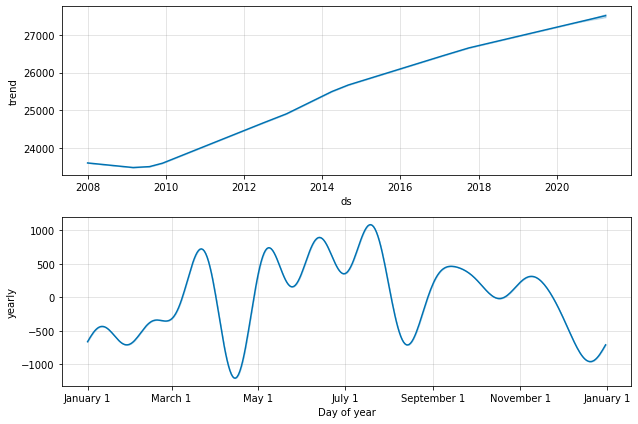 27000
26000
25000
24000
trend
2008 2010 2012 2014 2016 2018 2020
ds
1000
500
0
−500
−1000
yearly
January 1 March 1 May 1 July 1 September 1 November 1 January 1
Day of year